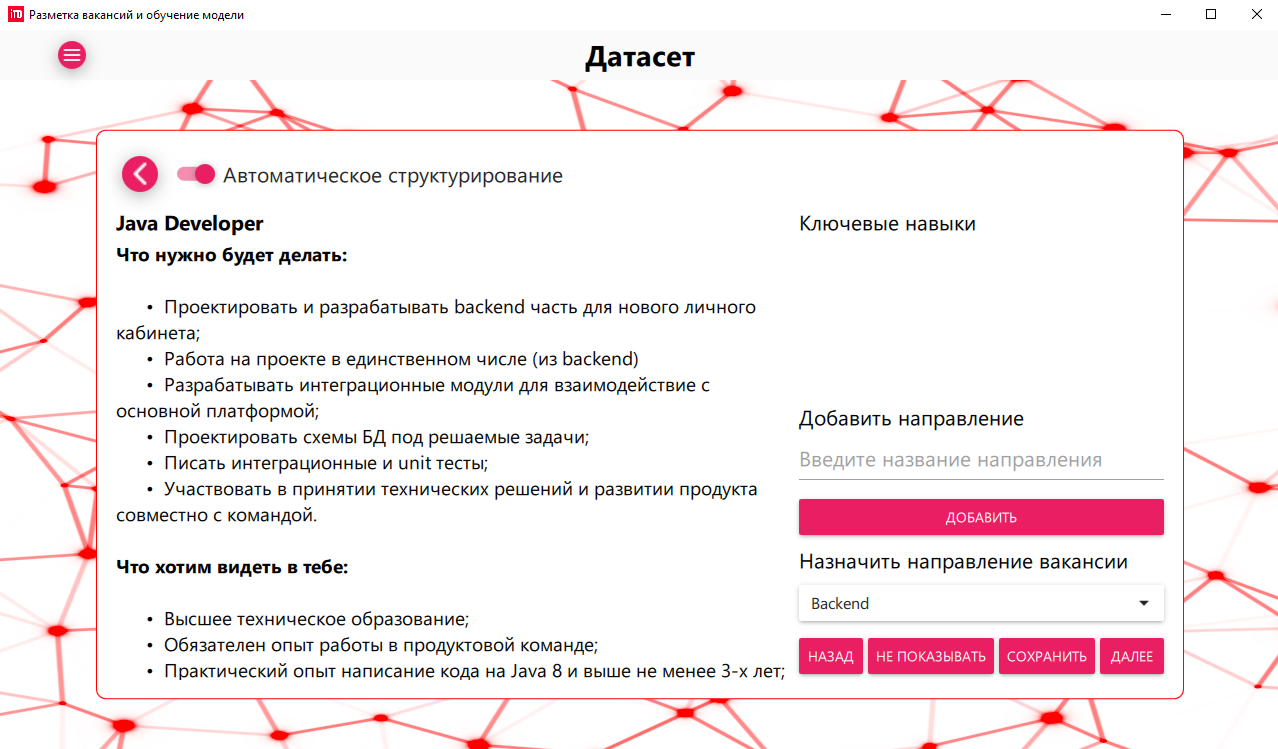 iTD
Разметка вакансий и обучение модели
Датасет
Автоматическое структурирование
Java Developer
Что нужно будет делать:
• Проектировать и разрабатывать backend часть для нового личного
кабинета;
• Работа на проекте в единственном числе (из backend)
• Разрабатывать интеграционные модули для взаимодействие с
основной платформой;
• Проектировать схемы БД под решаемые задачи;
• Писать интеграционные и unit тесты;
• Участвовать в принятии технических решений и развитии продукта
совместно с командой.
Что хотим видеть в тебе:
• Высшее техническое образование;
• Обязателен опыт работы в продуктовой команде;
• Практический опыт написание кода на Java 8 и выше не менее 3-х лет;
Ключевые навыки
Добавить направление
Введите название направления
ДОБАВИТЬ
Назначить направление вакансии
Backend
НАЗАД
НЕ ПОКАЗЫВАТЬ
СОХРАНИТЬ
ДАЛЕЕ